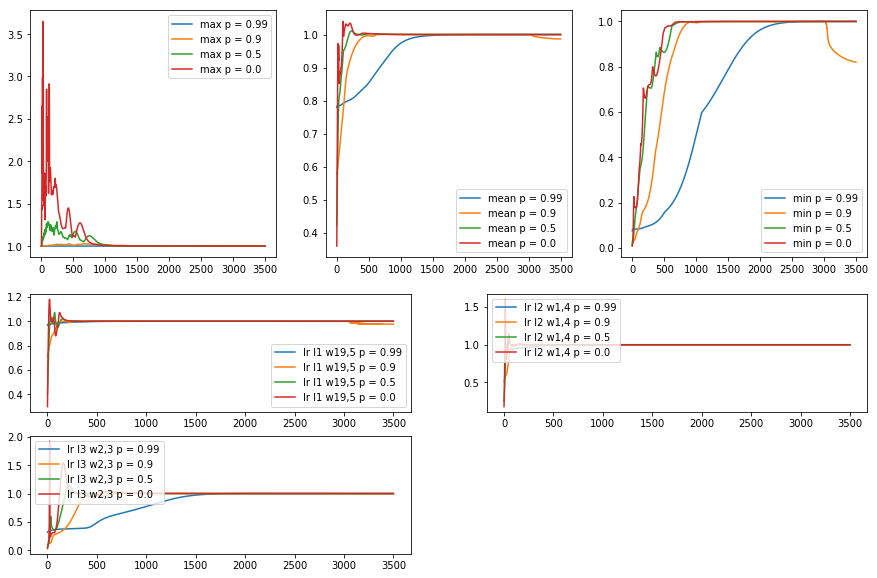 max p = 0.99
max p = 0.9
max p = 0.5
max p = 0.0
3.5
3.0
2.5
2.0
1.5
1.0
0 500 1000 1500 2000 2500 3000 3500
mean p = 0.99
mean p = 0.9
mean p = 0.5
mean p = 0.0
1.0
0.9
0.8
0.7
0.6
0.5
0.4
0 500 1000 1500 2000 2500 3000 3500
min p = 0.99
min p = 0.9
min p = 0.5
min p = 0.0
1.0
0.8
0.6
0.4
0.2
0.0
0 500 1000 1500 2000 2500 3000 3500
1.2
1.0
0.8
0.6
0.4
lr l1 w19,5 p = 0.99
lr l1 w19,5 p = 0.9
lr l1 w19,5 p = 0.5
lr l1 w19,5 p = 0.0
0 500 1000 1500 2000 2500 3000 3500
1.5
1.0
0.5
lr l2 w1,4 p = 0.99
lr l2 w1,4 p = 0.9
lr l2 w1,4 p = 0.5
lr l2 w1,4 p = 0.0
0 500 1000 1500 2000 2500 3000 3500
2.0
1.5
1.0
0.5
0.0
lr l3 w2,3 p = 0.99
lr l3 w2,3 p = 0.9
lr l3 w2,3 p = 0.5
lr l3 w2,3 p = 0.0
0 500 1000 1500 2000 2500 3000 3500